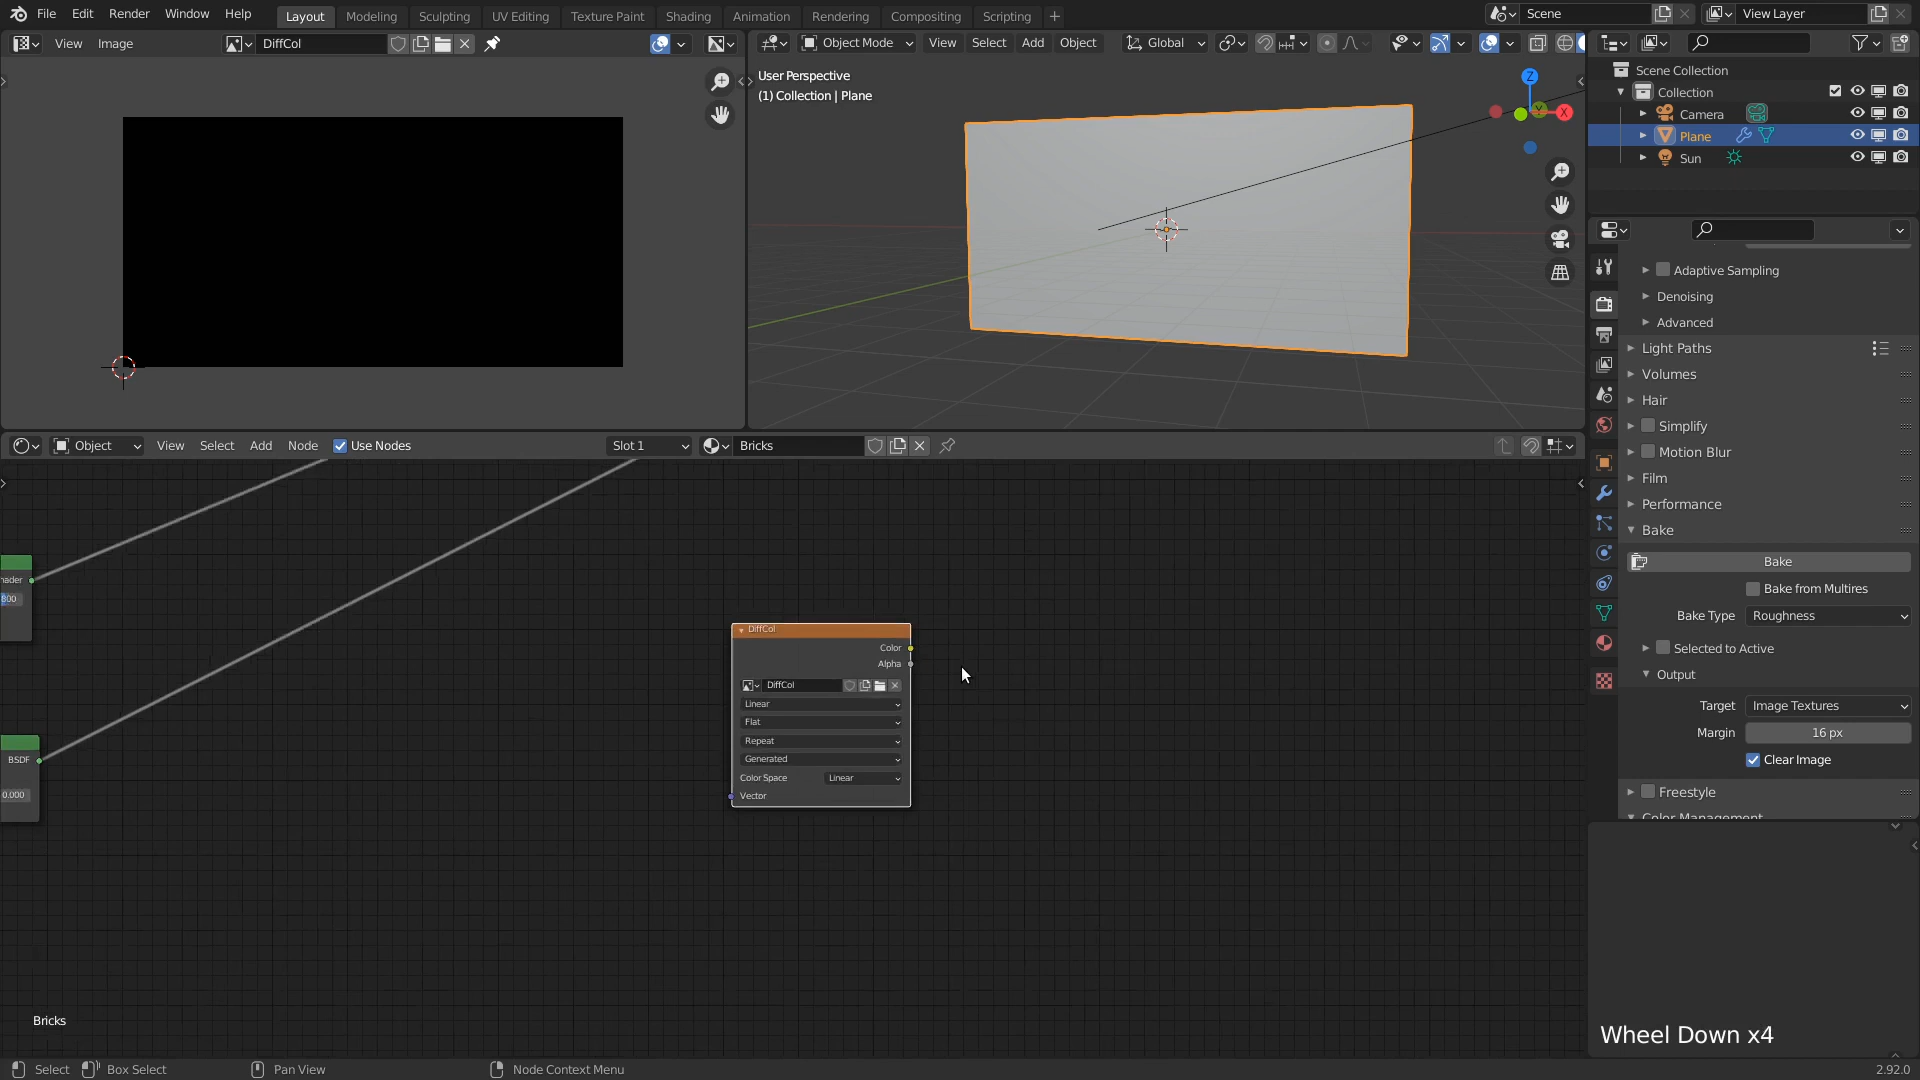 File Edit Render Window Help Layout Modeling Sculpting UV Editing Texture Paint Shading Animation Rendering Compositing Scripting Scene View Layer
View Image DiffCol
Object Mode View Select Add Object Global
User Perspective
(1) Collection | Plane
Z
Y
X
Scene Collection
Collection
Camera
Plane
Sun
Adaptive Sampling
Denoising
Advanced
Light Paths
Volumes
Hair
Simplify
Motion Blur
Film
Performance
Bake
Bake
Bake from Multires
Bake Type Roughness
Selected to Active
Output
Target Image Textures
Margin 16 px
Clear Image
Freestyle
Color Management
Object View Select Add Node Use Nodes Slot 1 Bricks
BSDF
0.000
DiffCol
Color
Alpha
DiffCol
Linear
Flat
Repeat
Generated
Color Space Linear
Vector
Bricks
Wheel Down x4
Select Box Select Pan View Node Context Menu 2.92.0